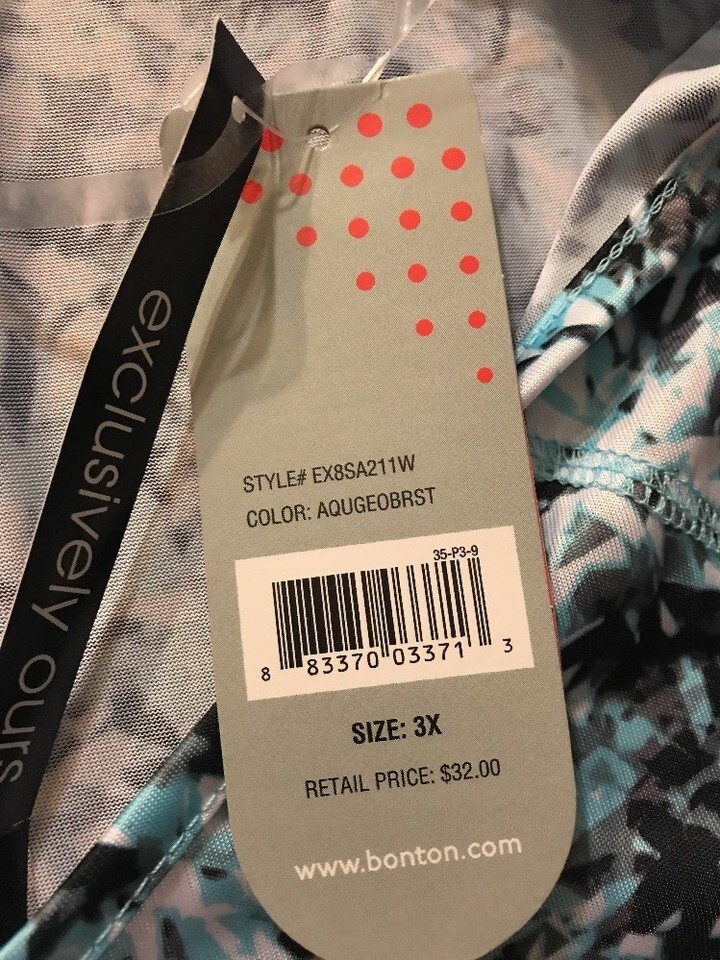 exclusively ours
STYLE# EX8SA211W
COLOR: AQUGEOBRST
35-P3-9
8 83370 03371 3
SIZE: 3X
RETAIL PRICE: $32.00
www.bonton.com